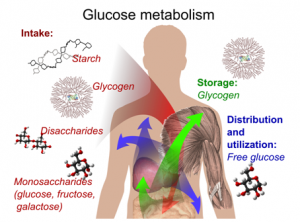 Glucose metabolism
Intake:
Starch
Glycogen
Disaccharides
Monosaccharides
(glucose, fructose,
galactose)
Storage:
Glycogen
Distribution
and
utilization:
Free glucose